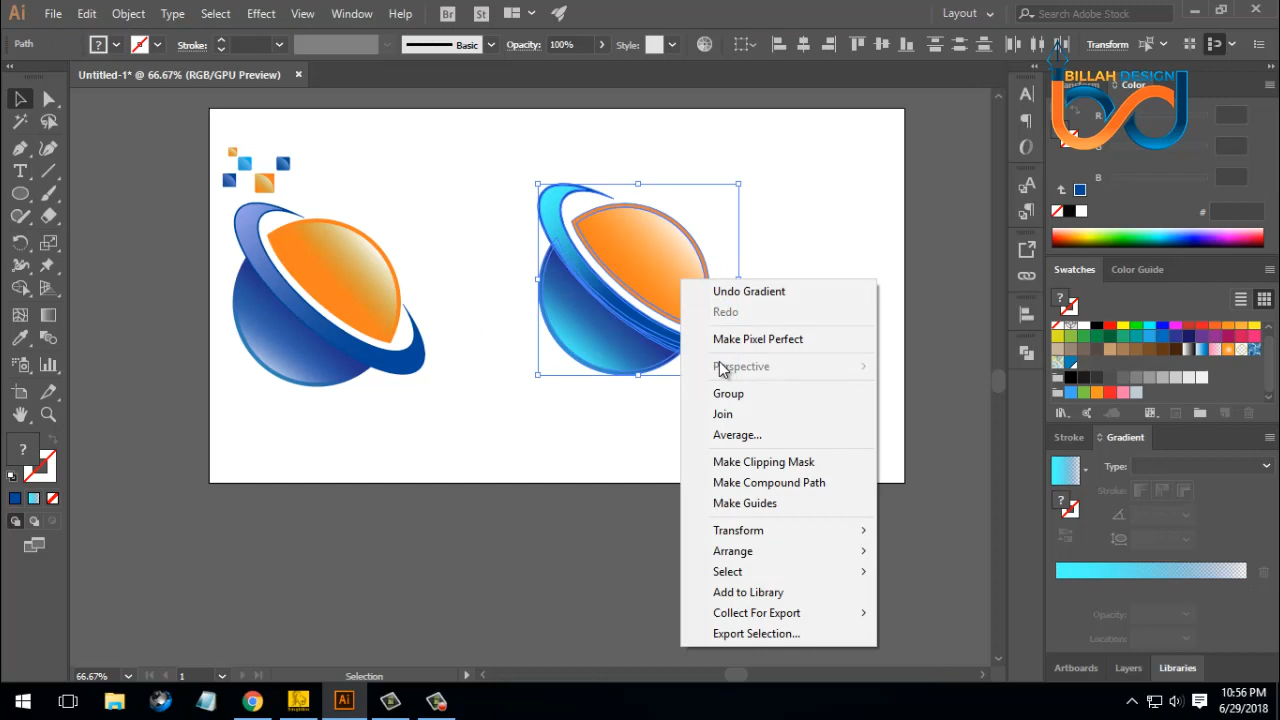 Ai File Edit Object Type Select Effect View Window Help Br St Layout Search Adobe Stock
Path ? Stroke: Basic Opacity: 100% Style: Transform
Untitled-1* @ 66.67% (RGB/GPU Preview)
BILLAH DESIGN
Transform Color
R
G
B
#
Undo Gradient
Redo
Make Pixel Perfect
Perspective
Group
Join
Average...
Make Clipping Mask
Make Compound Path
Make Guides
Transform
Arrange
Select
Add to Library
Collect For Export
Export Selection...
Swatches Color Guide
?
Stroke Gradient
Type:
Stroke:
?
Opacity:
Location:
Artboards Layers Libraries
?
66.67% 1 Selection
Ai
10:56 PM
6/29/2018